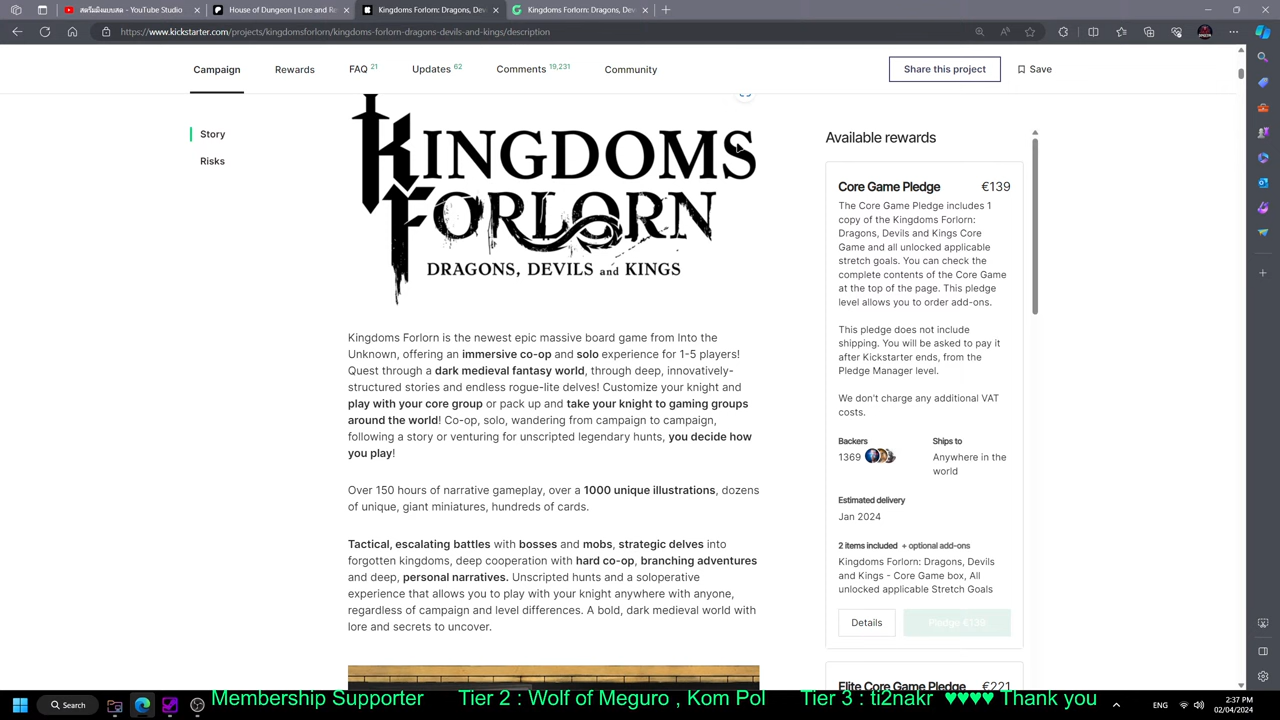 สตรีมมิ่งแบบสด - YouTube Studio
House of Dungeon | Lore and Re
Kingdoms Forlorn: Dragons, Dev
Kingdoms Forlorn: Dragons, Dev
https://www.kickstarter.com/projects/kingdomsforlorn/kingdoms-forlorn-dragons-devils-and-kings/description
Campaign
Rewards
FAQ 21
Updates 62
Comments 19,231
Community
Share this project
Save
Story
Risks
KINGDOMS
FORLORN
DRAGONS, DEVILS and KINGS
Kingdoms Forlorn is the newest epic massive board game from Into the
Unknown, offering an immersive co-op and solo experience for 1-5 players!
Quest through a dark medieval fantasy world, through deep, innovatively-
structured stories and endless rogue-lite delves! Customize your knight and
play with your core group or pack up and take your knight to gaming groups
around the world! Co-op, solo, wandering from campaign to campaign,
following a story or venturing for unscripted legendary hunts, you decide how
you play!
Over 150 hours of narrative gameplay, over a 1000 unique illustrations, dozens
of unique, giant miniatures, hundreds of cards.
Tactical, escalating battles with bosses and mobs, strategic delves into
forgotten kingdoms, deep cooperation with hard co-op, branching adventures
and deep, personal narratives. Unscripted hunts and a soloperative
experience that allows you to play with your knight anywhere with anyone,
regardless of campaign and level differences. A bold, dark medieval world with
lore and secrets to uncover.
Available rewards
Core Game Pledge €139
The Core Game Pledge includes 1
copy of the Kingdoms Forlorn:
Dragons, Devils and Kings Core
Game and all unlocked applicable
stretch goals. You can check the
complete contents of the Core Game
at the top of the page. This pledge
level allows you to order add-ons.
This pledge does not include
shipping. You will be asked to pay it
after Kickstarter ends, from the
Pledge Manager level.
We don't charge any additional VAT
costs.
Backers
1369
Ships to
Anywhere in the
world
Estimated delivery
Jan 2024
2 items included + optional add-ons
Kingdoms Forlorn: Dragons, Devils
and Kings - Core Game box, All
unlocked applicable Stretch Goals
Details
Pledge €139
Elite Core Game Pledge €221
Membership Supporter Tier 2 : Wolf of Meguro , Kom Pol Tier 3 : ti2nakr ♥♥♥♥ Thank you
Search
ENG
2:37 PM
02/04/2024